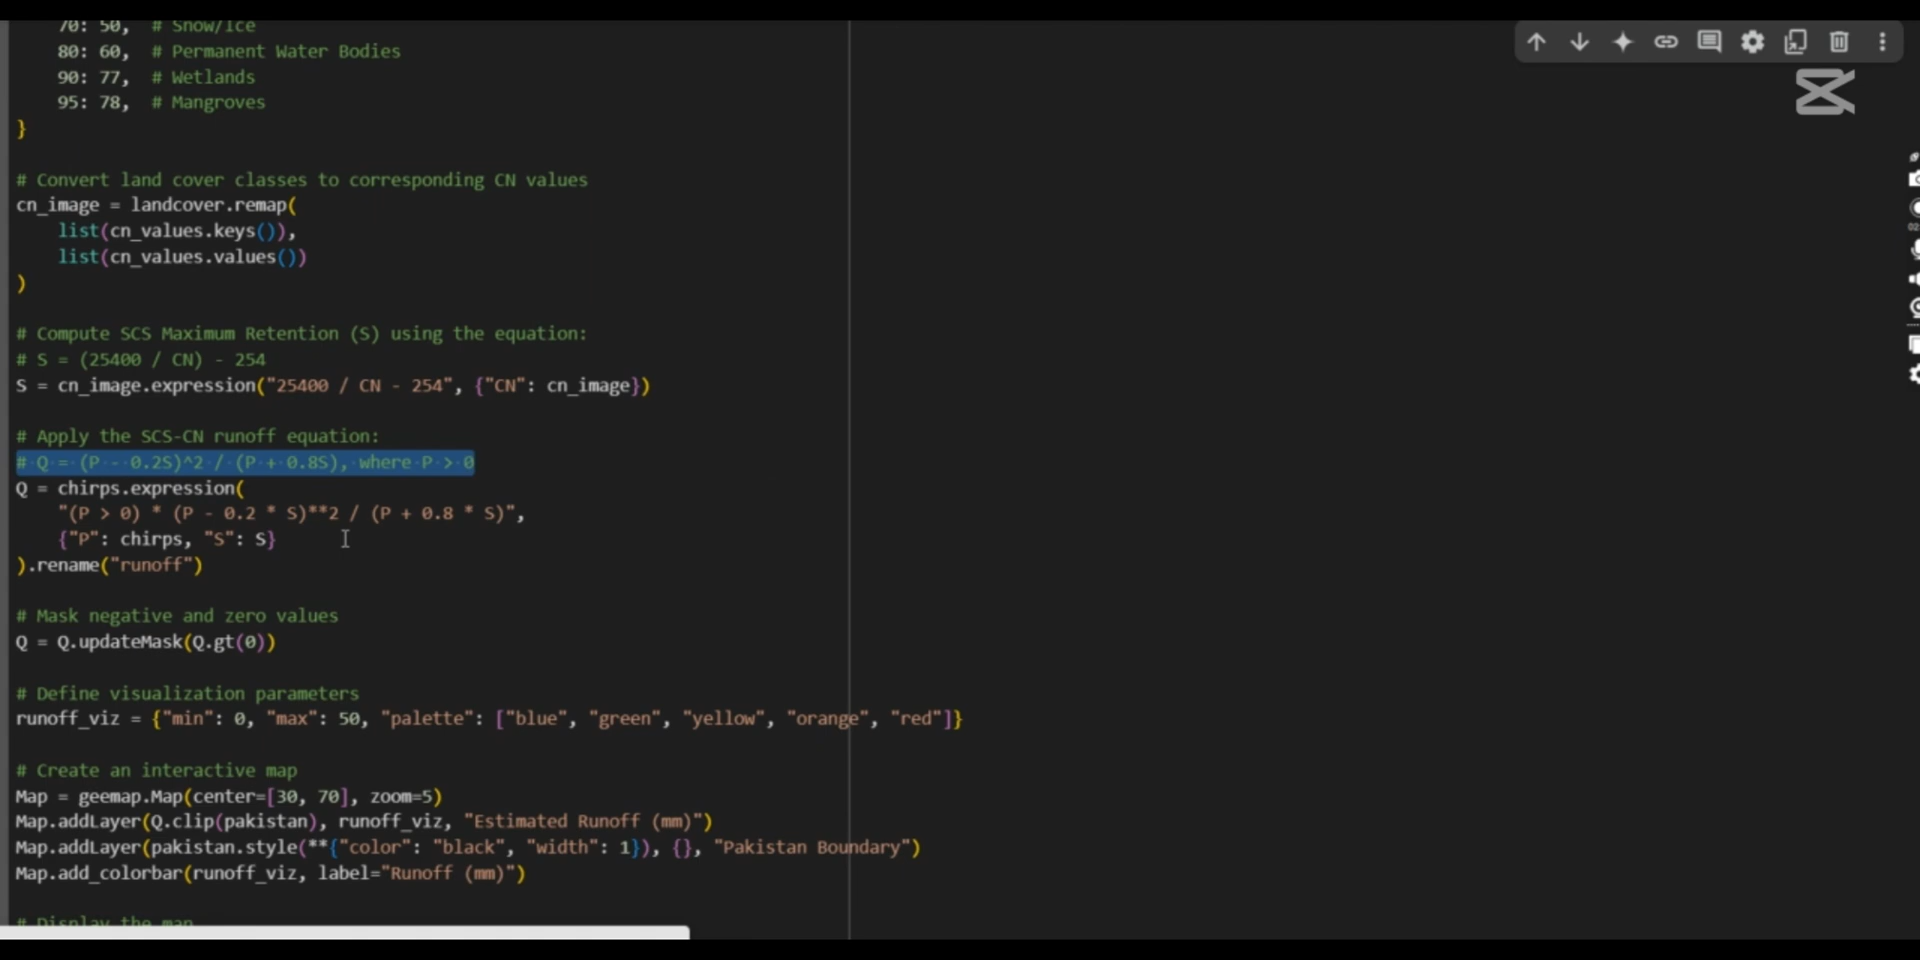 70: 50,  # Snow/Ice
80: 60,  # Permanent Water Bodies
90: 77,  # Wetlands
95: 78,  # Mangroves
}
# Convert land cover classes to corresponding CN values
cn_image = landcover.remap(
list(cn_values.keys()),
list(cn_values.values())
)
# Compute SCS Maximum Retention (S) using the equation:
# S = (25400 / CN) - 254
S = cn_image.expression("25400 / CN - 254", {"CN": cn_image})
# Apply the SCS-CN runoff equation:
# Q = (P - 0.2S)^2 / (P + 0.8S), where P > 0
Q = chirps.expression(
"(P > 0) * (P - 0.2 * S)**2 / (P + 0.8 * S)",
{"P": chirps, "S": S}
).rename("runoff")
# Mask negative and zero values
Q = Q.updateMask(Q.gt(0))
# Define visualization parameters
runoff_viz = {"min": 0, "max": 50, "palette": ["blue", "green", "yellow", "orange", "red"]}
# Create an interactive map
Map = geemap.Map(center=[30, 70], zoom=5)
Map.addLayer(Q.clip(pakistan), runoff_viz, "Estimated Runoff (mm)")
Map.addLayer(pakistan.style(**{"color": "black", "width": 1}), {}, "Pakistan Boundary")
Map.add_colorbar(runoff_viz, label="Runoff (mm)")
# Display the map